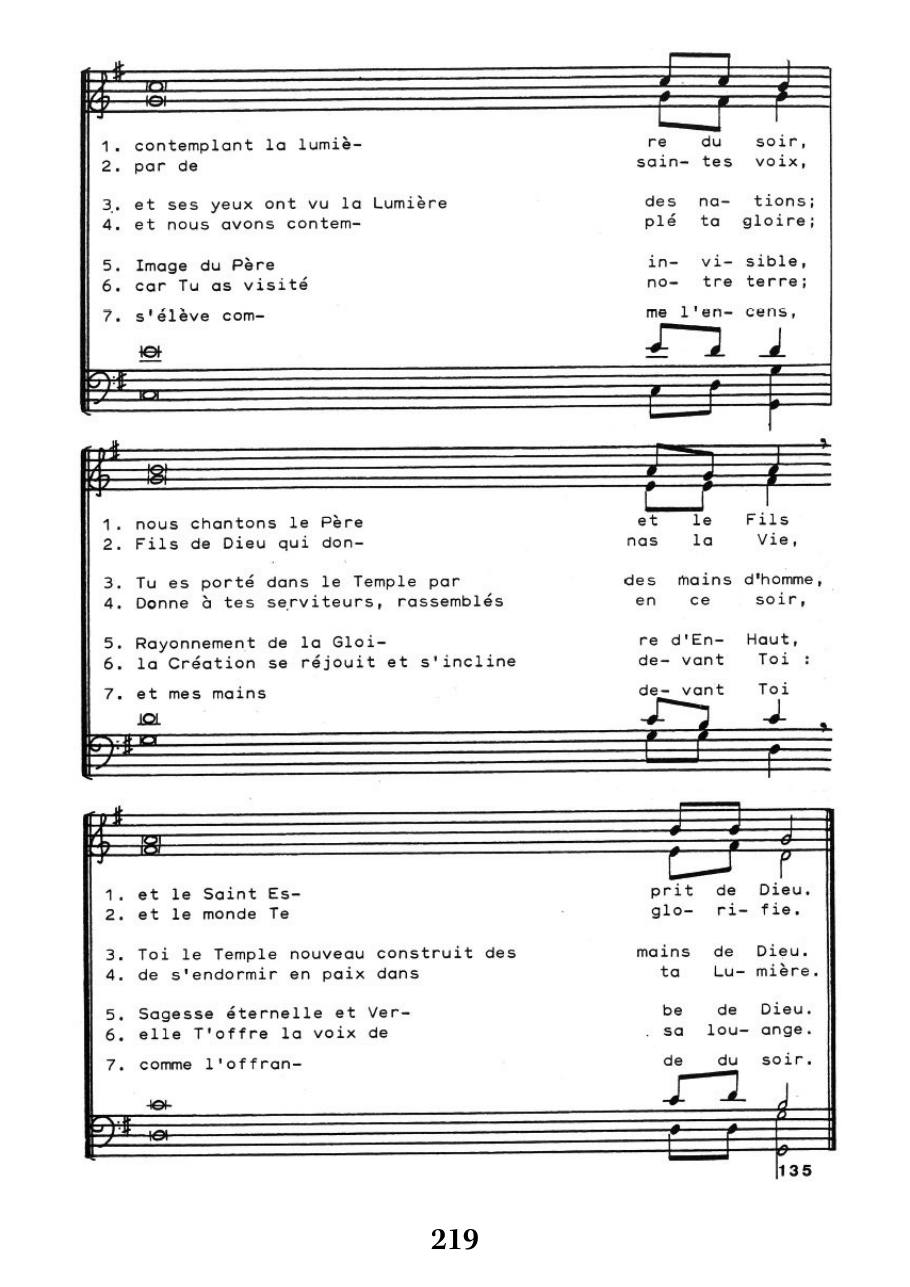 1. contemplant la lumiè- re du soir,
2. par de sain- tes voix,
3. et ses yeux ont vu la Lumière des na- tions;
4. et nous avons contem- plé ta gloire;
5. Image du Père in- vi- sible,
6. car Tu as visité no- tre terre;
7. s'élève com- me l'en- cens,
1. nous chantons le Père et le Fils
2. Fils de Dieu qui don- nas la Vie,
3. Tu es porté dans le Temple par des mains d'homme,
4. Donne à tes serviteurs, rassemblés en ce soir,
5. Rayonnement de la Gloi- re d'En- Haut,
6. la Création se réjouit et s'incline de- vant Toi :
7. et mes mains de- vant Toi
1. et le Saint Es- prit de Dieu.
2. et le monde Te glo- ri- fie.
3. Toi le Temple nouveau construit des mains de Dieu.
4. de s'endormir en paix dans ta Lu- mière.
5. Sagesse éternelle et Ver- be de Dieu.
6. elle T'offre la voix de sa lou- ange.
7. comme l'offran- de du soir.
135
219